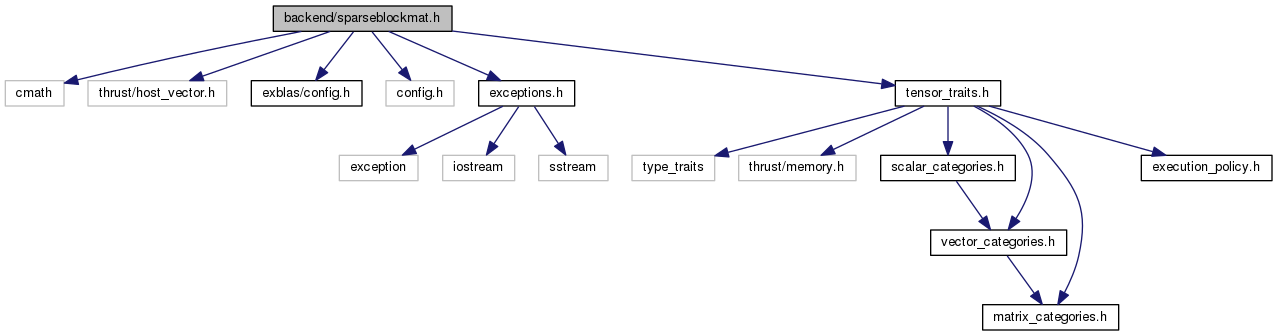 backend/sparseblockmat.h
cmath
thrust/host_vector.h
exblas/config.h
config.h
exceptions.h
tensor_traits.h
exception
iostream
sstream
type_traits
thrust/memory.h
scalar_categories.h
execution_policy.h
vector_categories.h
matrix_categories.h